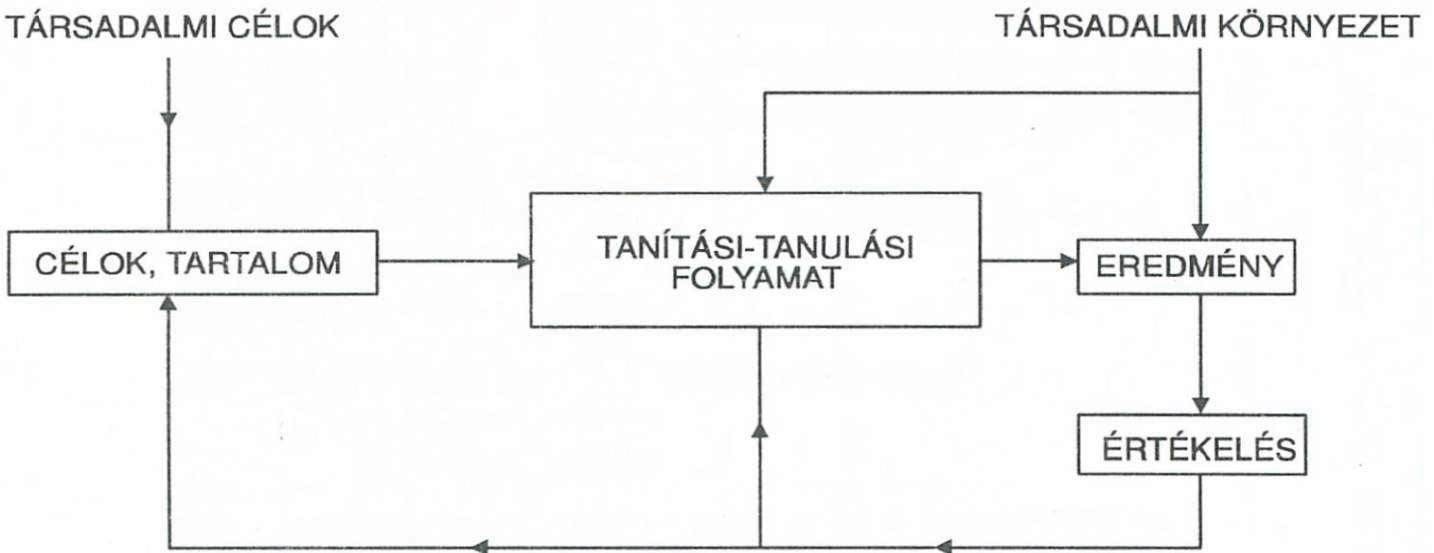 TÁRSADALMI CÉLOK
TÁRSADALMI KÖRNYEZET
CÉLOK, TARTALOM
TANÍTÁSI-TANULÁSI
FOLYAMAT
EREDMÉNY
ÉRTÉKELÉS